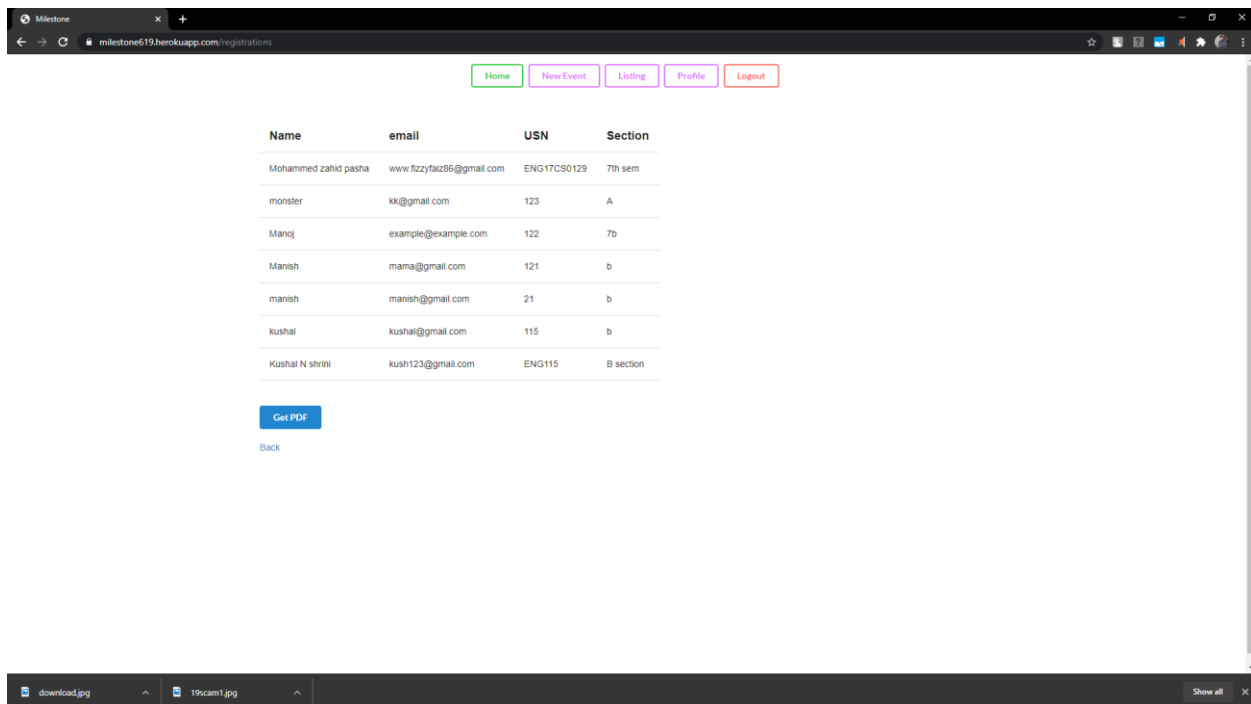 Milestone
milestone619.herokuapp.com/registrations
Home New Event Listing Profile Logout
Name email USN Section
Mohammed zahid pasha www.fizzyfaiz86@gmail.com ENG17CS0129 7th sem
monster kk@gmail.com 123 A
Manoj example@example.com 122 7b
Manish mama@gmail.com 121 b
manish manish@gmail.com 21 b
kushal kushal@gmail.com 115 b
Kushal N shrini kush123@gmail.com ENG115 B section
Get PDF
Back
download.jpg 19scam1.jpg Show all